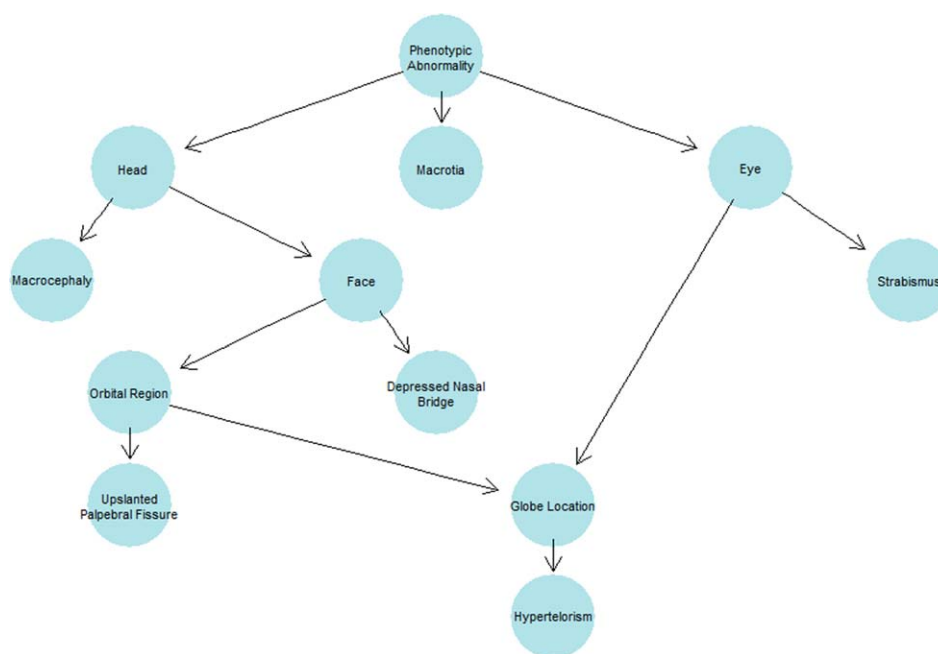 Phenotypic
Abnormality
Head
Macrotia
Eye
Macrocephaly
Face
Strabismus
Orbital Region
Depressed Nasal
Bridge
Upslanted
Palpebral Fissure
Globe Location
Hypertelorism